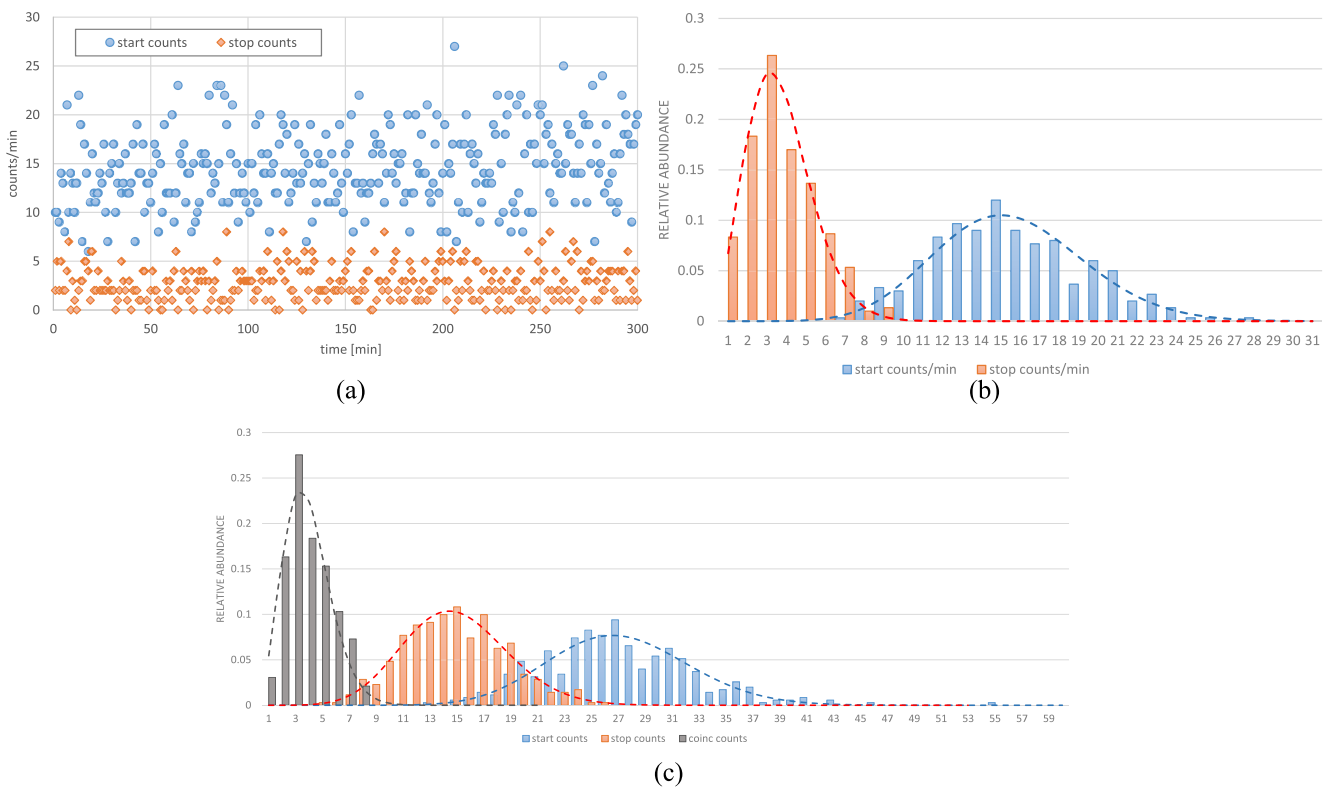 30
25
20
15
10
5
0
counts/min
start counts stop counts
0 50 100 150 200 250 300
time [min]
(a)
0.3
0.25
0.2
0.15
0.1
0.05
0
RELATIVE ABUNDANCE
1 2 3 4 5 6 7 8 9 10 11 12 13 14 15 16 17 18 19 20 21 22 23 24 25 26 27 28 29 30 31
start counts/min stop counts/min
(b)
0.3
0.25
0.2
0.15
0.1
0.05
0
RELATIVE ABUNDANCE
1 3 5 7 9 11 13 15 17 19 21 23 25 27 29 31 33 35 37 39 41 43 45 47 49 51 53 55 57 59
start counts stop counts coinc counts
(c)